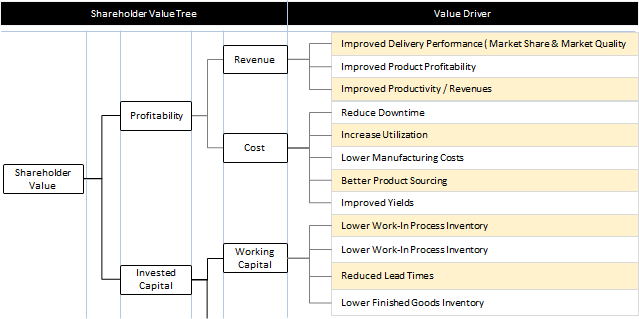 Shareholder Value Tree
Value Driver
Improved Delivery Performance ( Market Share & Market Quality
Revenue
Improved Product Profitability
Improved Productivity / Revenues
Profitability
Reduce Downtime
Increase Utilization
Cost
Lower Manufacturing Costs
Better Product Sourcing
Improved Yields
Shareholder
Value
Lower Work-In Process Inventory
Working
Capital
Lower Work-In Process Inventory
Invested
Capital
Reduced Lead Times
Lower Finished Goods Inventory